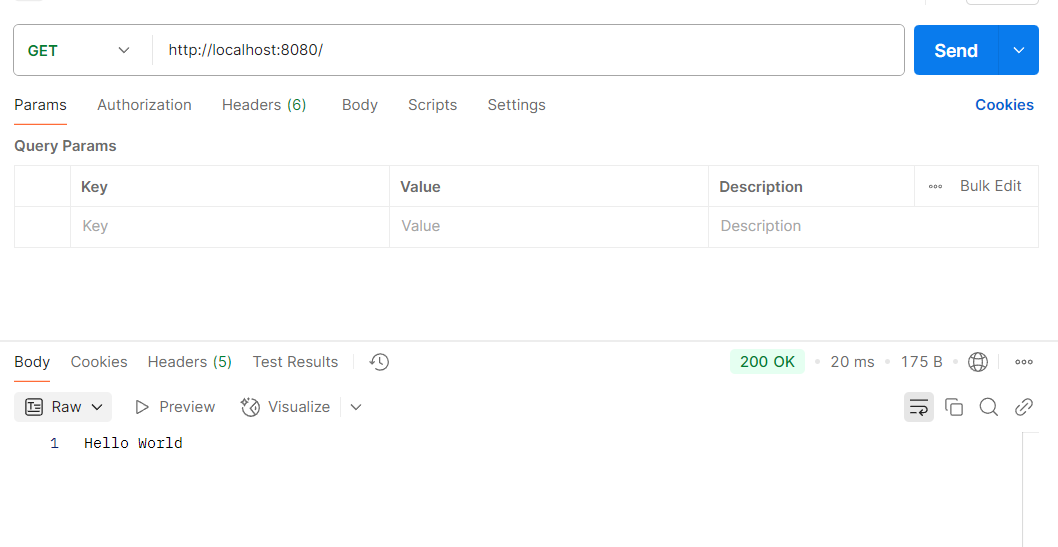 GET http://localhost:8080/ Send
Params Authorization Headers (6) Body Scripts Settings Cookies
Query Params
Key Value Description Bulk Edit
Key Value Description
Body Cookies Headers (5) Test Results 200 OK 20 ms 175 B
Raw Preview Visualize
1 Hello World